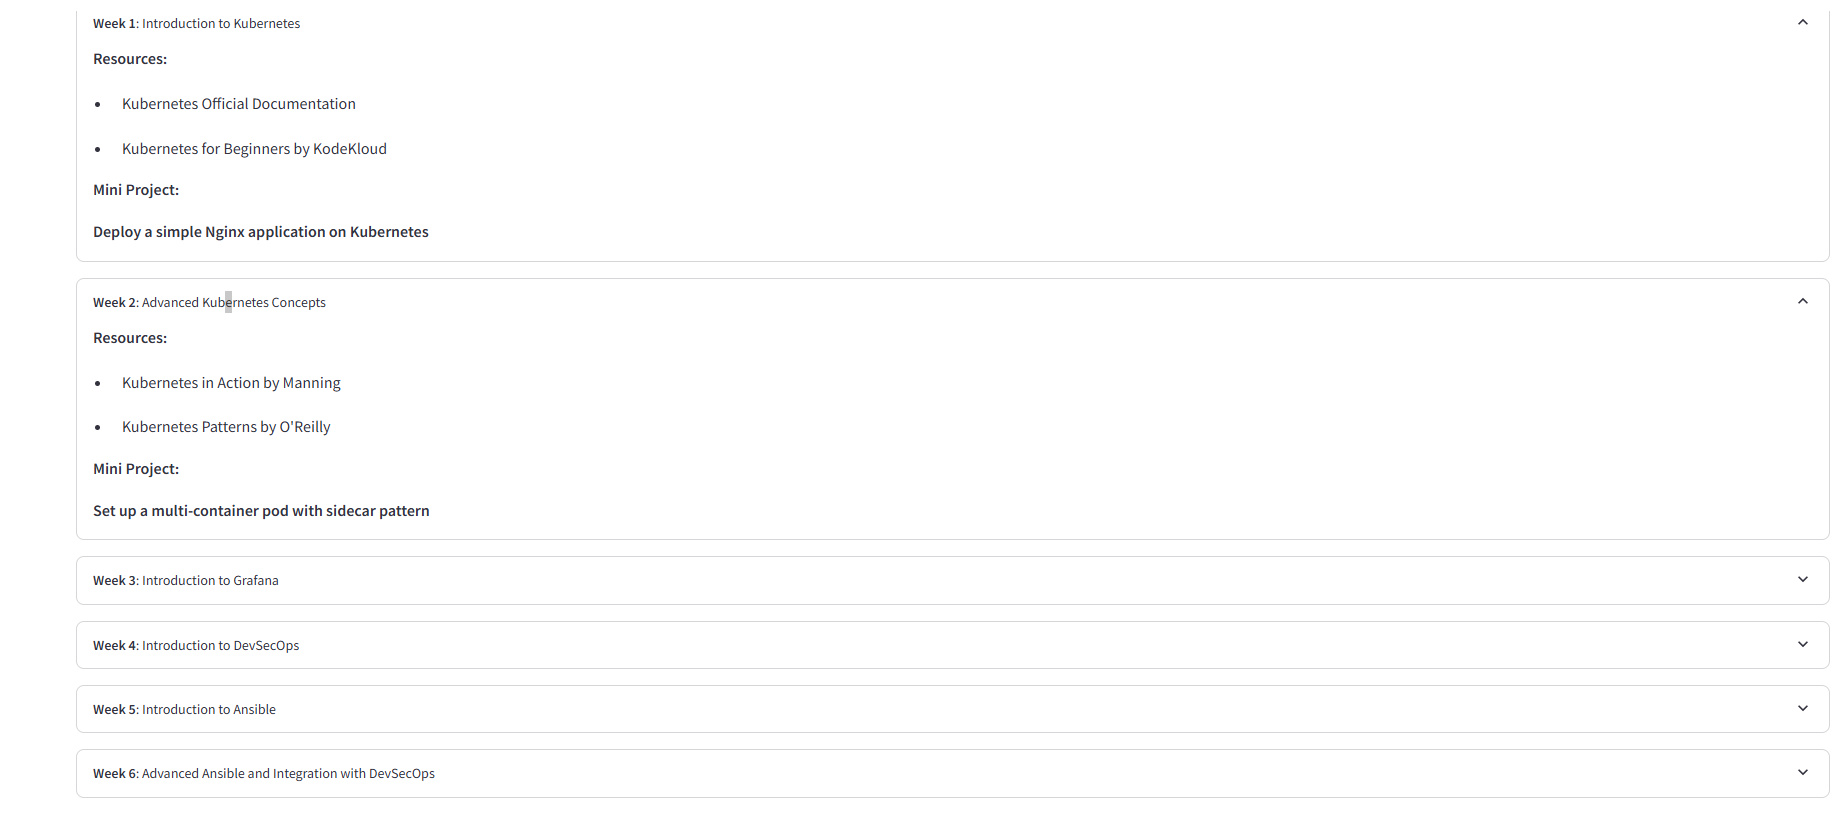 Week 1: Introduction to Kubernetes
Resources:
Kubernetes Official Documentation
Kubernetes for Beginners by KodeKloud
Mini Project:
Deploy a simple Nginx application on Kubernetes
Week 2: Advanced Kubernetes Concepts
Resources:
Kubernetes in Action by Manning
Kubernetes Patterns by O'Reilly
Mini Project:
Set up a multi-container pod with sidecar pattern
Week 3: Introduction to Grafana
Week 4: Introduction to DevSecOps
Week 5: Introduction to Ansible
Week 6: Advanced Ansible and Integration with DevSecOps